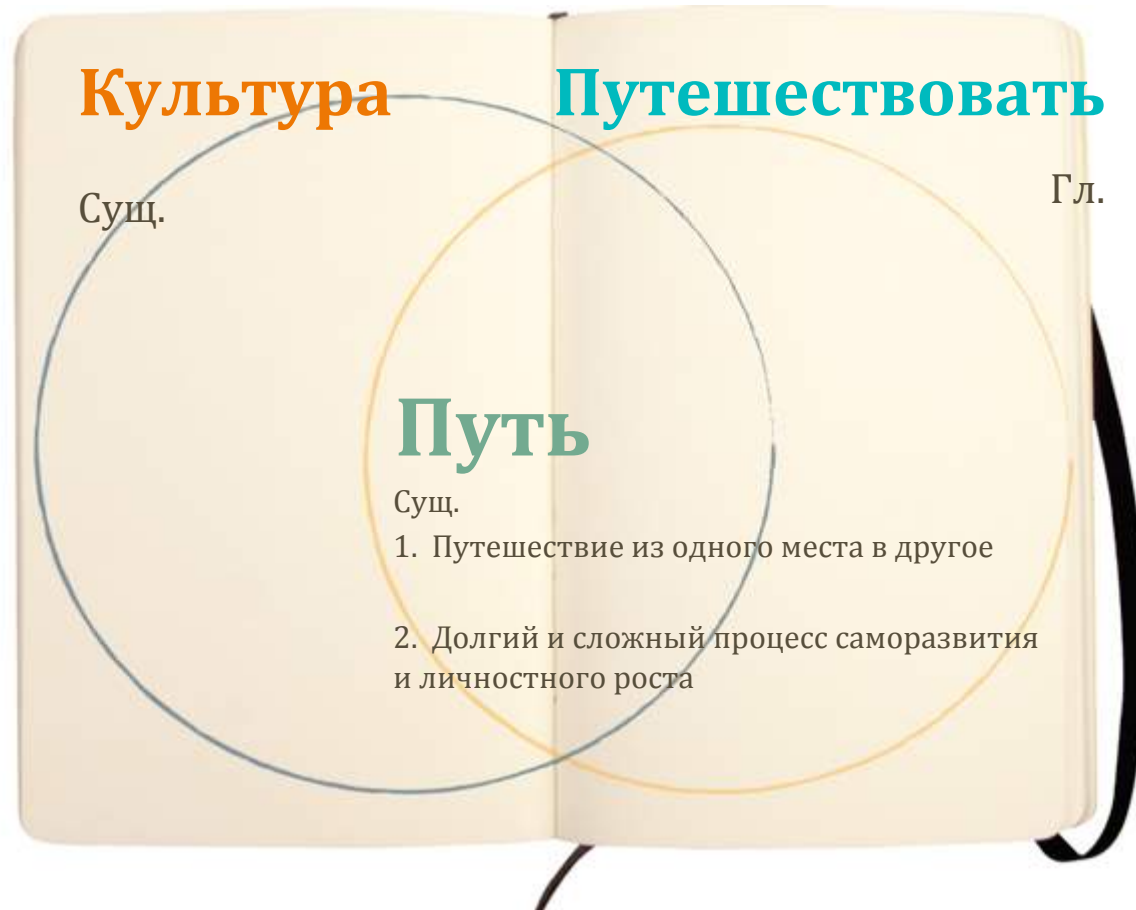 Культура
Путешествовать
Сущ.
Гл.
Путь
Сущ.
1. Путешествие из одного места в другое
2. Долгий и сложный процесс саморазвития
и личностного роста